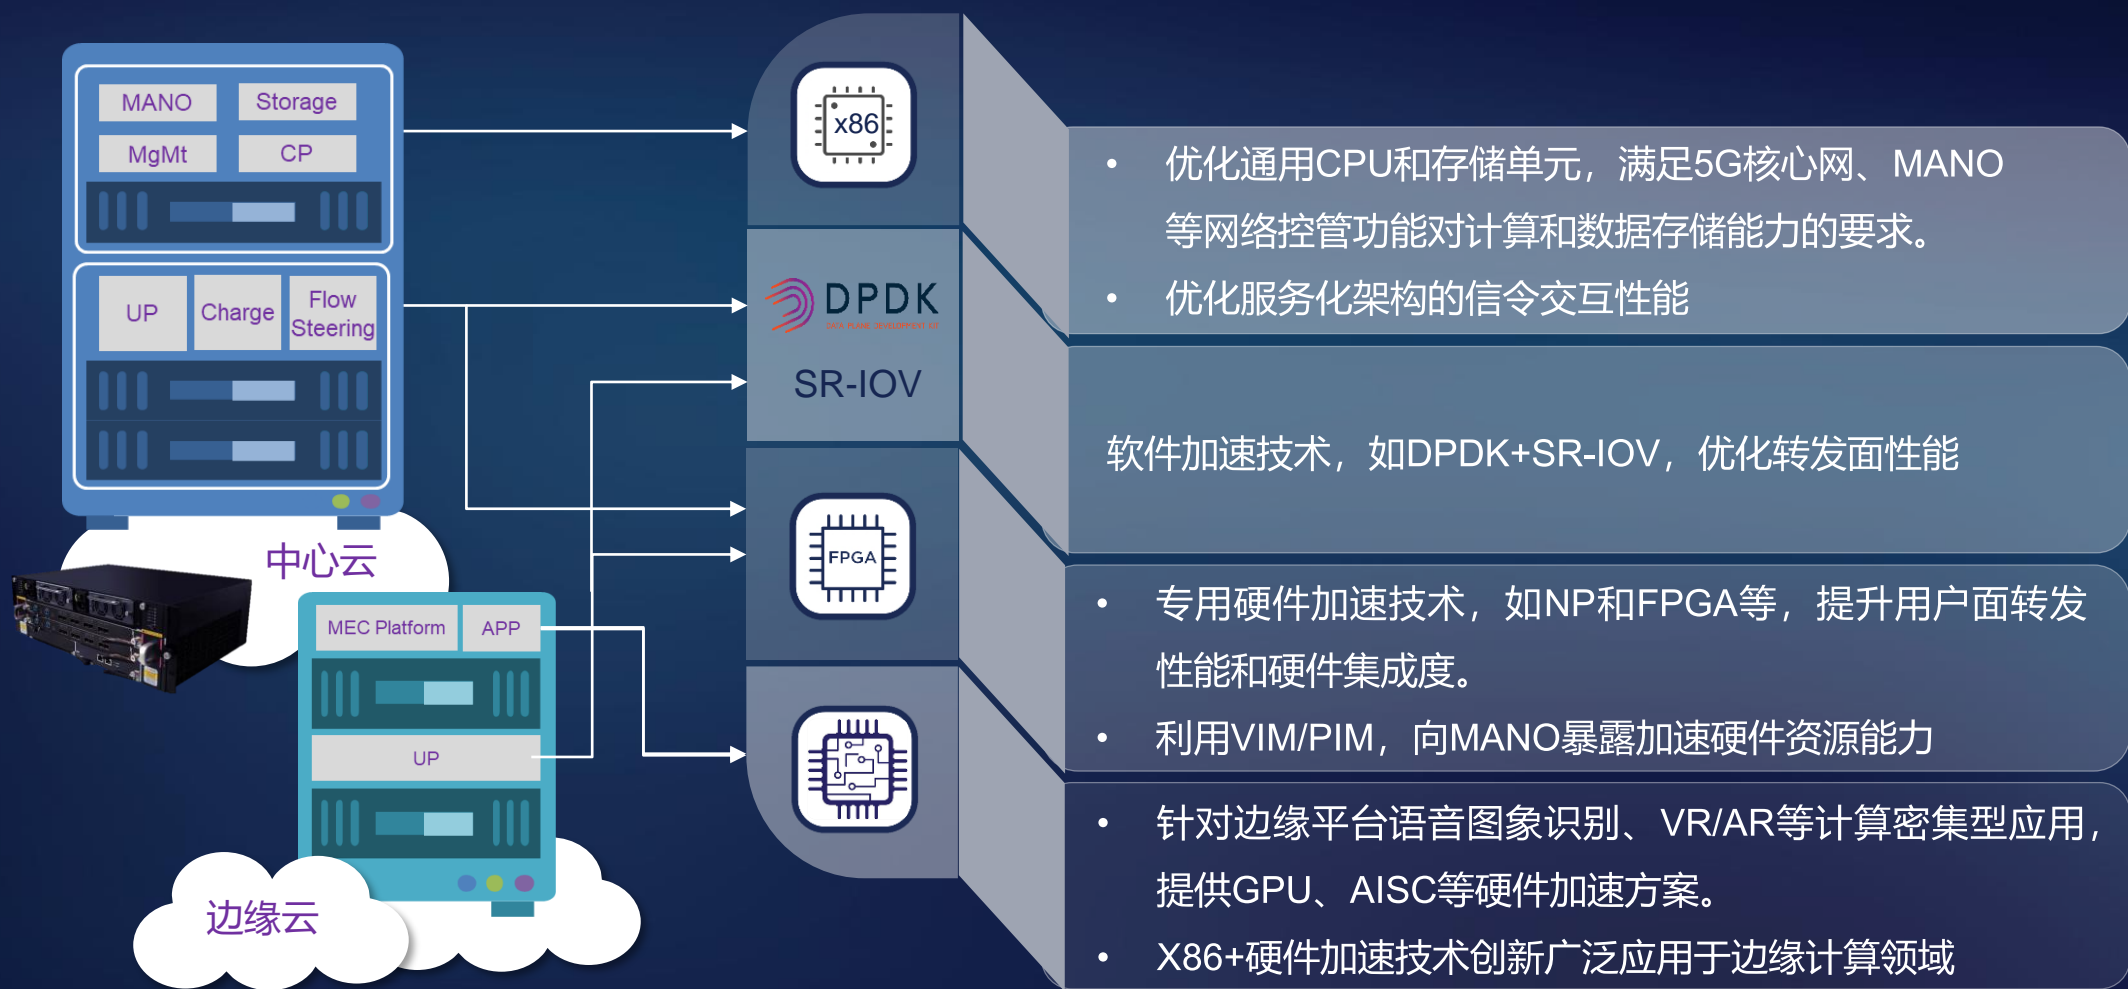 MANO
Storage
MgMt
CP
UP
Charge
Flow
Steering
中心云
MEC Platform
APP
UP
边缘云
x86
DPDK
DATA PLANE DEVELOPMENT KIT
SR-IOV
FPGA
• 优化通用CPU和存储单元，满足5G核心网、MANO
等网络控管功能对计算和数据存储能力的要求。
• 优化服务化架构的信令交互性能
软件加速技术，如DPDK+SR-IOV，优化转发面性能
• 专用硬件加速技术，如NP和FPGA等，提升用户面转发
性能和硬件集成度。
• 利用VIM/PIM，向MANO暴露加速硬件资源能力
• 针对边缘平台语音图象识别、VR/AR等计算密集型应用，
提供GPU、AISC等硬件加速方案。
• X86+硬件加速技术创新广泛应用于边缘计算领域